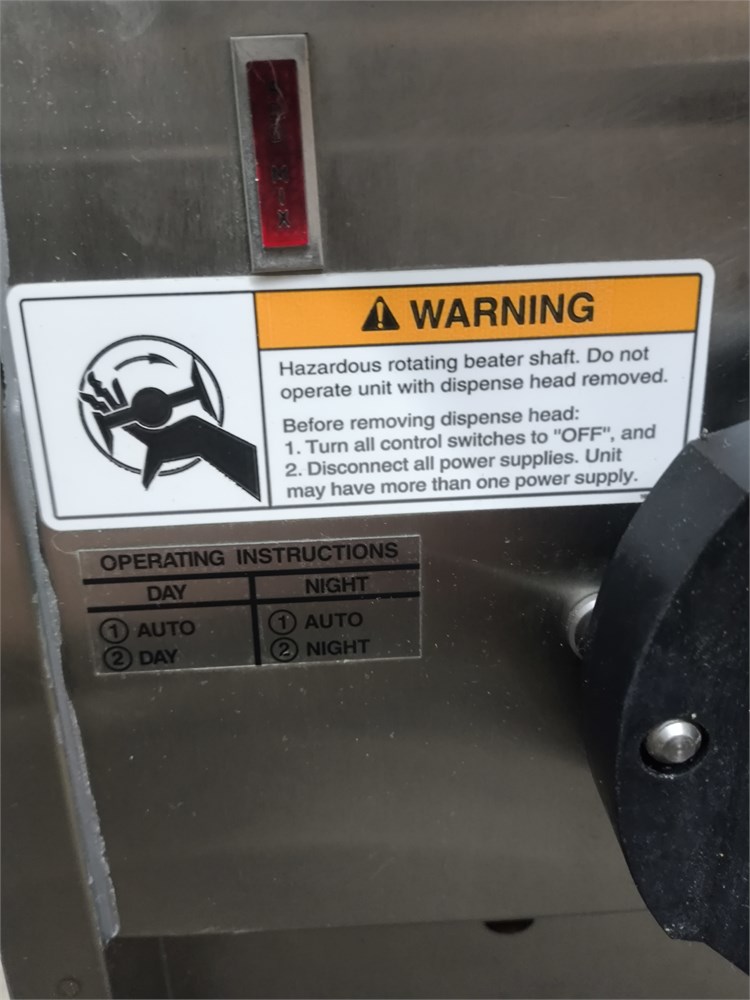 MIX
WARNING
Hazardous rotating beater shaft. Do not
operate unit with dispense head removed.
Before removing dispense head:
1. Turn all control switches to "OFF", and
2. Disconnect all power supplies. Unit
may have more than one power supply.
OPERATING INSTRUCTIONS
DAY NIGHT
1 AUTO 1 AUTO
2 DAY 2 NIGHT